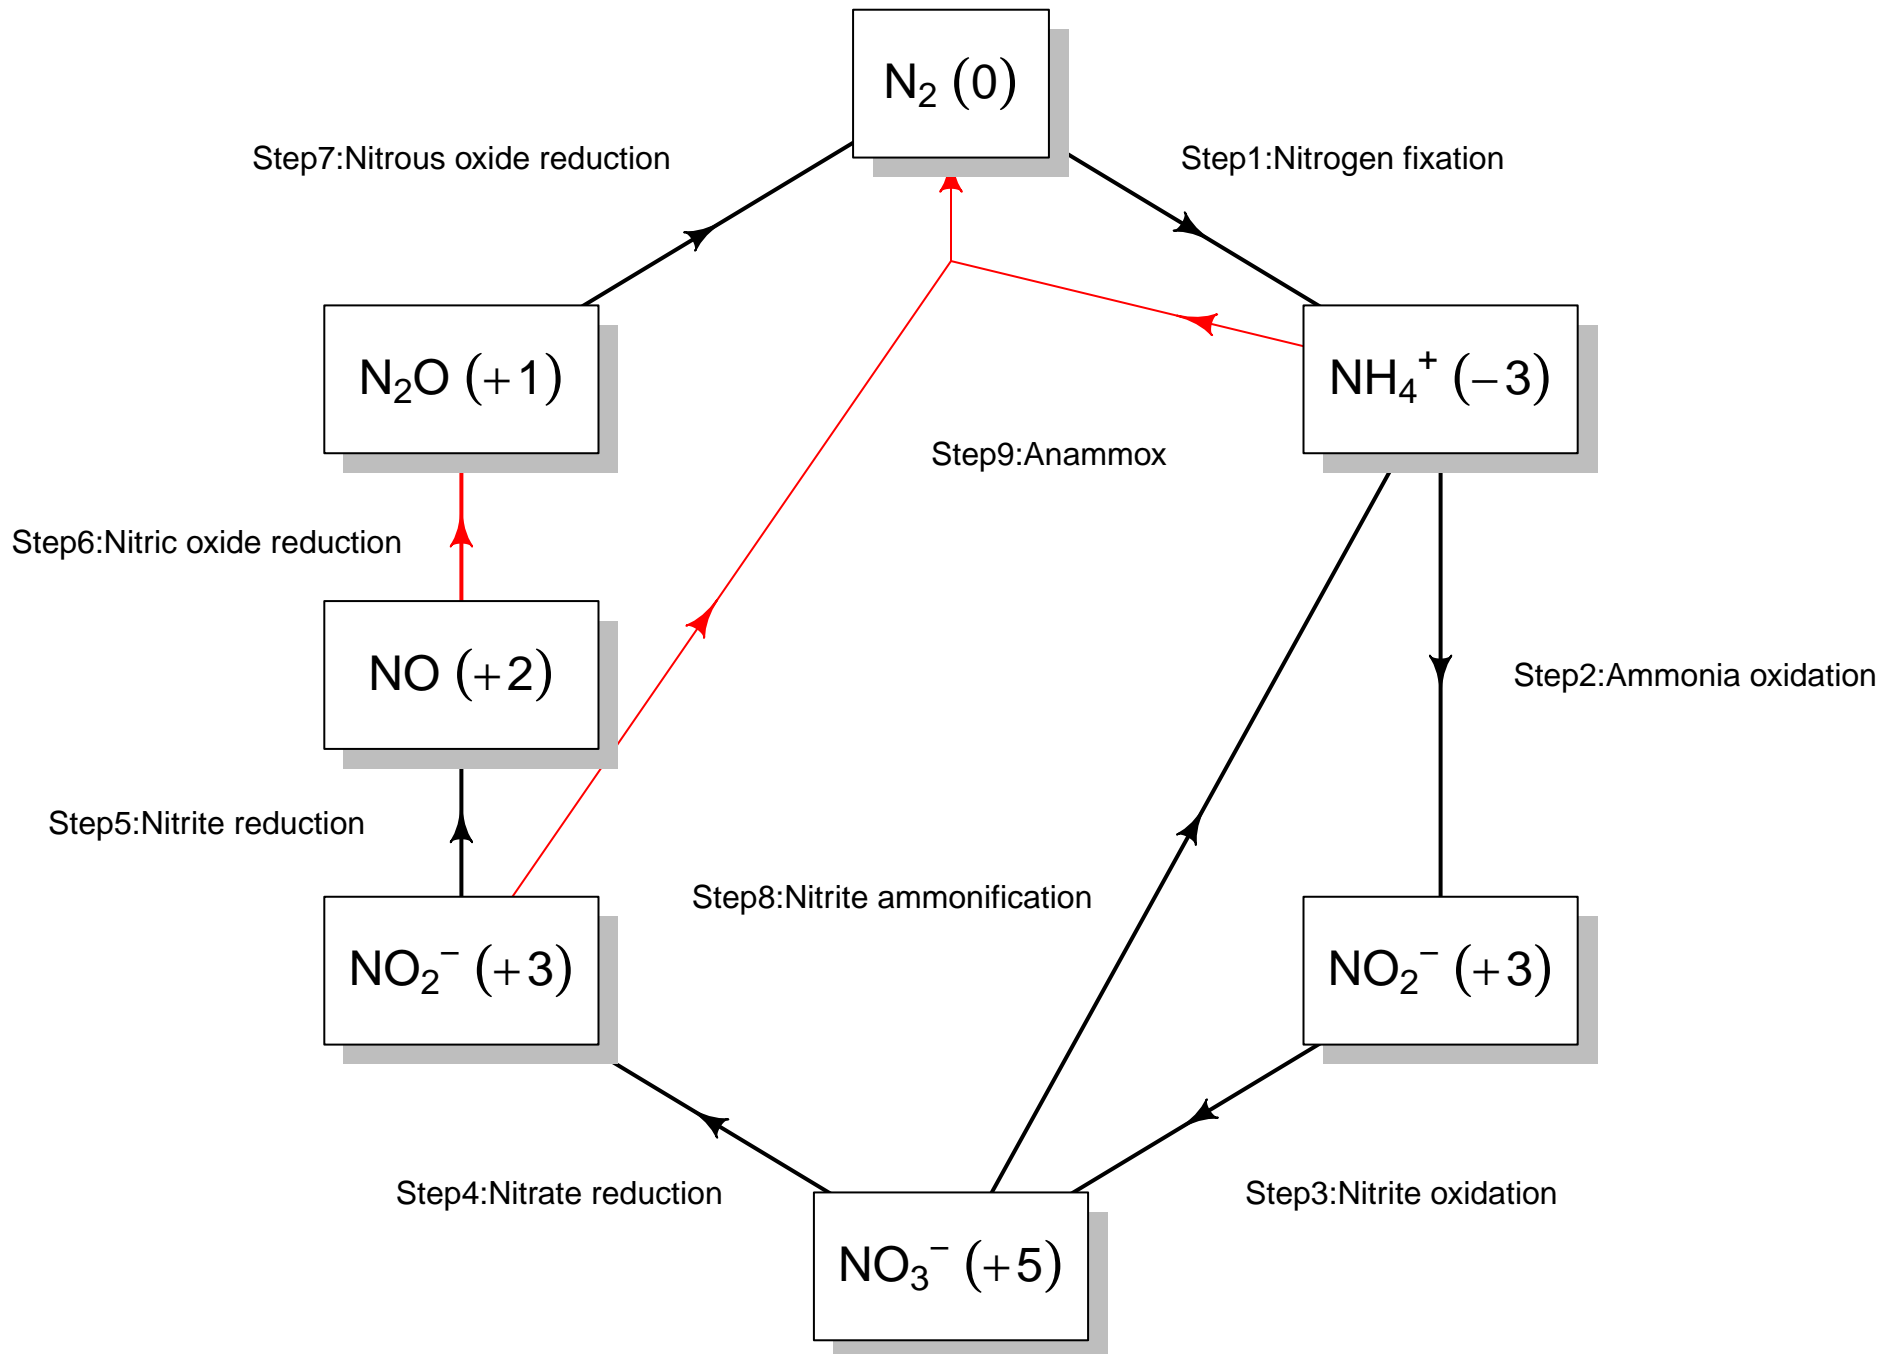 N₂ (0)
Step7:Nitrous oxide reduction
Step1:Nitrogen fixation
N₂O (+1)
NH₄⁺ (−3)
Step9:Anammox
Step6:Nitric oxide reduction
NO (+2)
Step2:Ammonia oxidation
Step5:Nitrite reduction
Step8:Nitrite ammonification
NO₂⁻ (+3)
NO₂⁻ (+3)
Step4:Nitrate reduction
Step3:Nitrite oxidation
NO₃⁻ (+5)